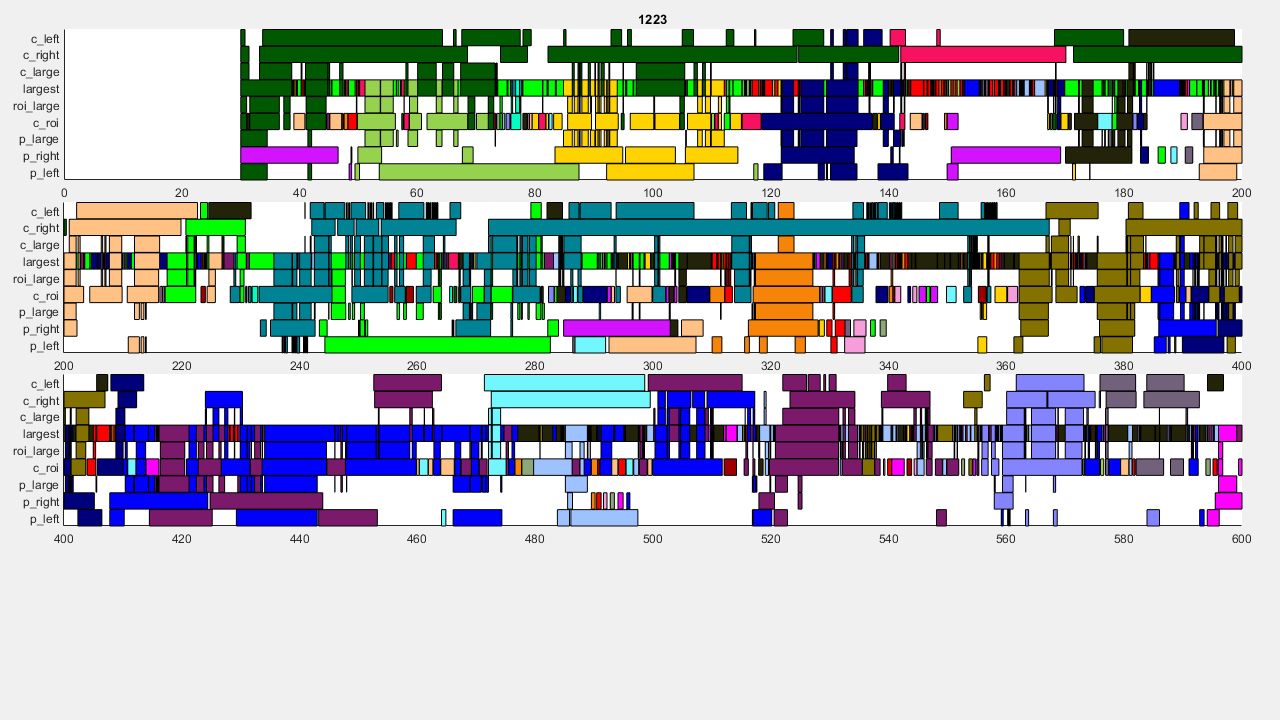 1223
c_left
c_right
c_large
largest
roi_large
c_roi
p_large
p_right
p_left
0 20 40 60 80 100 120 140 160 180 200
c_left
c_right
c_large
largest
roi_large
c_roi
p_large
p_right
p_left
200 220 240 260 280 300 320 340 360 380 400
c_left
c_right
c_large
largest
roi_large
c_roi
p_large
p_right
p_left
400 420 440 460 480 500 520 540 560 580 600